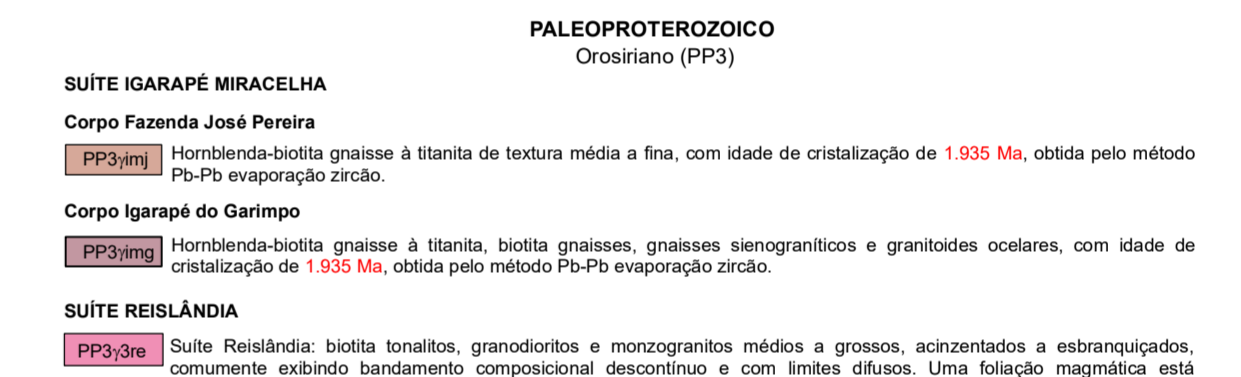 PALEOPROTEROZOICO
Orosiriano (PP3)
SUÍTE IGARAPÉ MIRACELHA
Corpo Fazenda José Pereira
PP3γimj Hornblenda-biotita gnaisse à titanita de textura média a fina, com idade de cristalização de 1.935 Ma, obtida pelo método
Pb-Pb evaporação zircão.
Corpo Igarapé do Garimpo
PP3γimg Hornblenda-biotita gnaisse à titanita, biotita gnaisses, gnaisses sienograníticos e granitoides ocelares, com idade de
cristalização de 1.935 Ma, obtida pelo método Pb-Pb evaporação zircão.
SUÍTE REISLÂNDIA
PP3γ3re Suíte Reislândia: biotita tonalitos, granodioritos e monzogranitos médios a grossos, acinzentados a esbranquiçados,
comumente exibindo bandamento composicional descontínuo e com limites difusos. Uma foliação magmática está